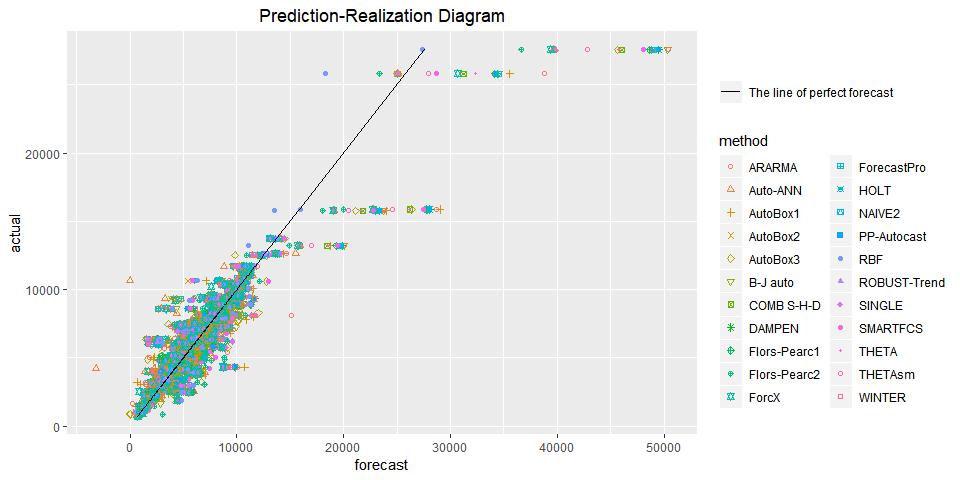 Prediction-Realization Diagram
actual
20000
10000
0
0 10000 20000 30000 40000 50000
forecast
The line of perfect forecast
method
ARARMA ForecastPro
Auto-ANN HOLT
AutoBox1 NAIVE2
AutoBox2 PP-Autocast
AutoBox3 RBF
B-J auto ROBUST-Trend
COMB S-H-D SINGLE
DAMPEN SMARTFCS
Flors-Pearc1 THETA
Flors-Pearc2 THETAsm
ForcX WINTER